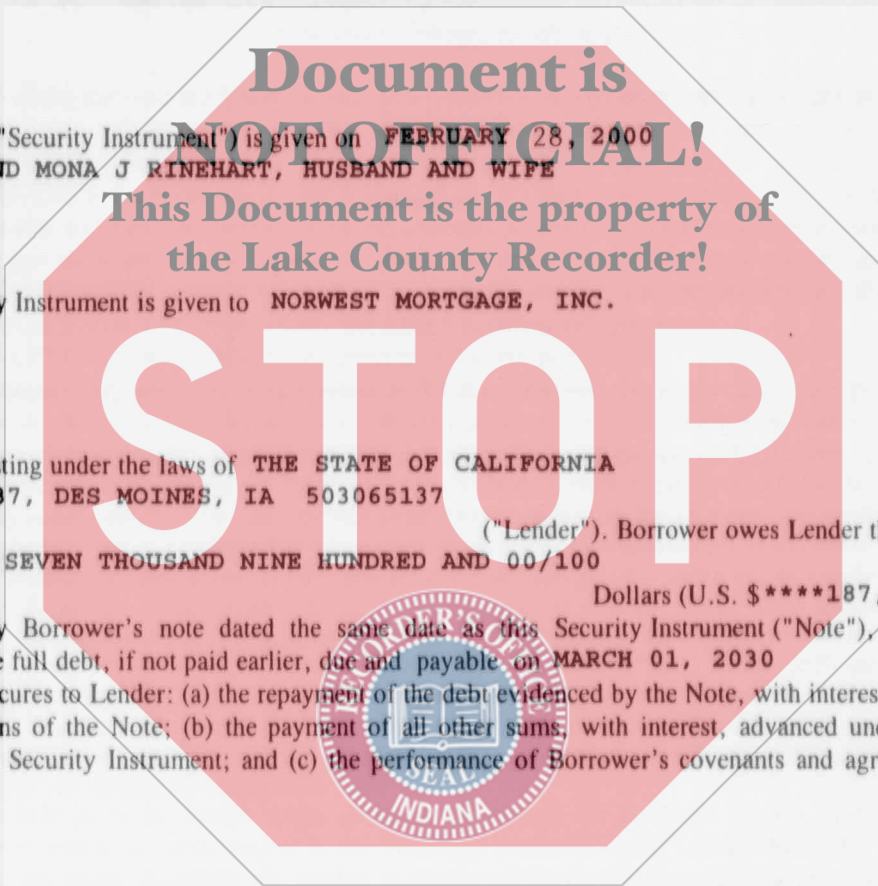 Document is
NOT OFFICIAL!
This Document is the property of
the Lake County Recorder!
STOP
"Security Instrument") is given on FEBRUARY 28, 2000
D MONA J RINEHART, HUSBAND AND WIFE
y Instrument is given to NORWEST MORTGAGE, INC.
ting under the laws of THE STATE OF CALIFORNIA
37, DES MOINES, IA 503065137
("Lender"). Borrower owes Lender t
SEVEN THOUSAND NINE HUNDRED AND 00/100
Dollars (U.S. $****187,
y Borrower's note dated the same date as this Security Instrument ("Note"),
e full debt, if not paid earlier, due and payable on MARCH 01, 2030
cures to Lender: (a) the repayment of the debt evidenced by the Note, with interes
ns of the Note; (b) the payment of all other sums, with interest, advanced un
Security Instrument; and (c) the performance of Borrower's covenants and agr
RECORDER'S OFFICE
SEAL
INDIANA